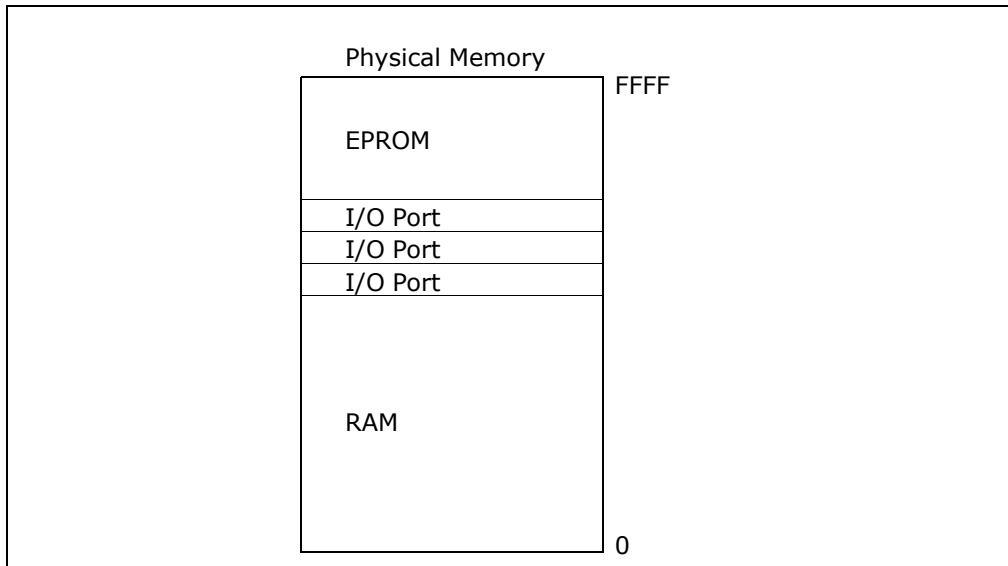 Physical Memory
FFFF
EPROM
I/O Port
I/O Port
I/O Port
RAM
0